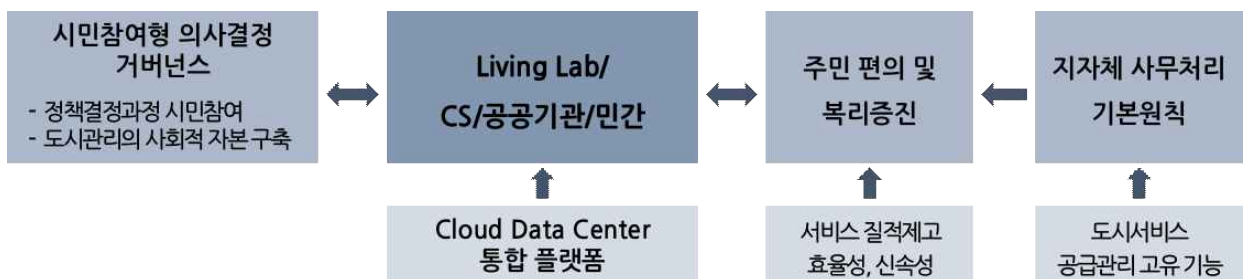 시민참여형 의사결정
거버넌스
- 정책결정과정 시민참여
- 도시관리의 사회적 자본 구축
Living Lab/
CS/공공기관/민간
주민 편의 및
복리증진
지자체 사무처리
기본원칙
Cloud Data Center
통합 플랫폼
서비스 질적제고
효율성, 신속성
도시서비스
공급관리 고유 기능